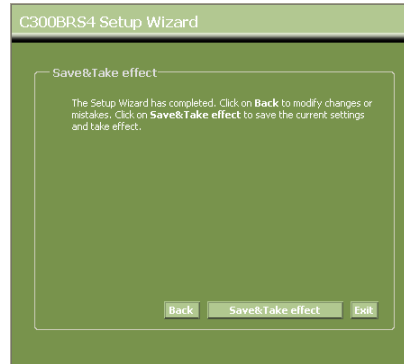 C300BRS4 Setup Wizard
Save&Take effect
The Setup Wizard has completed. Click on Back to modify changes or
mistakes. Click on Save&Take effect to save the current settings
and take effect.
Back Save&Take effect Exit